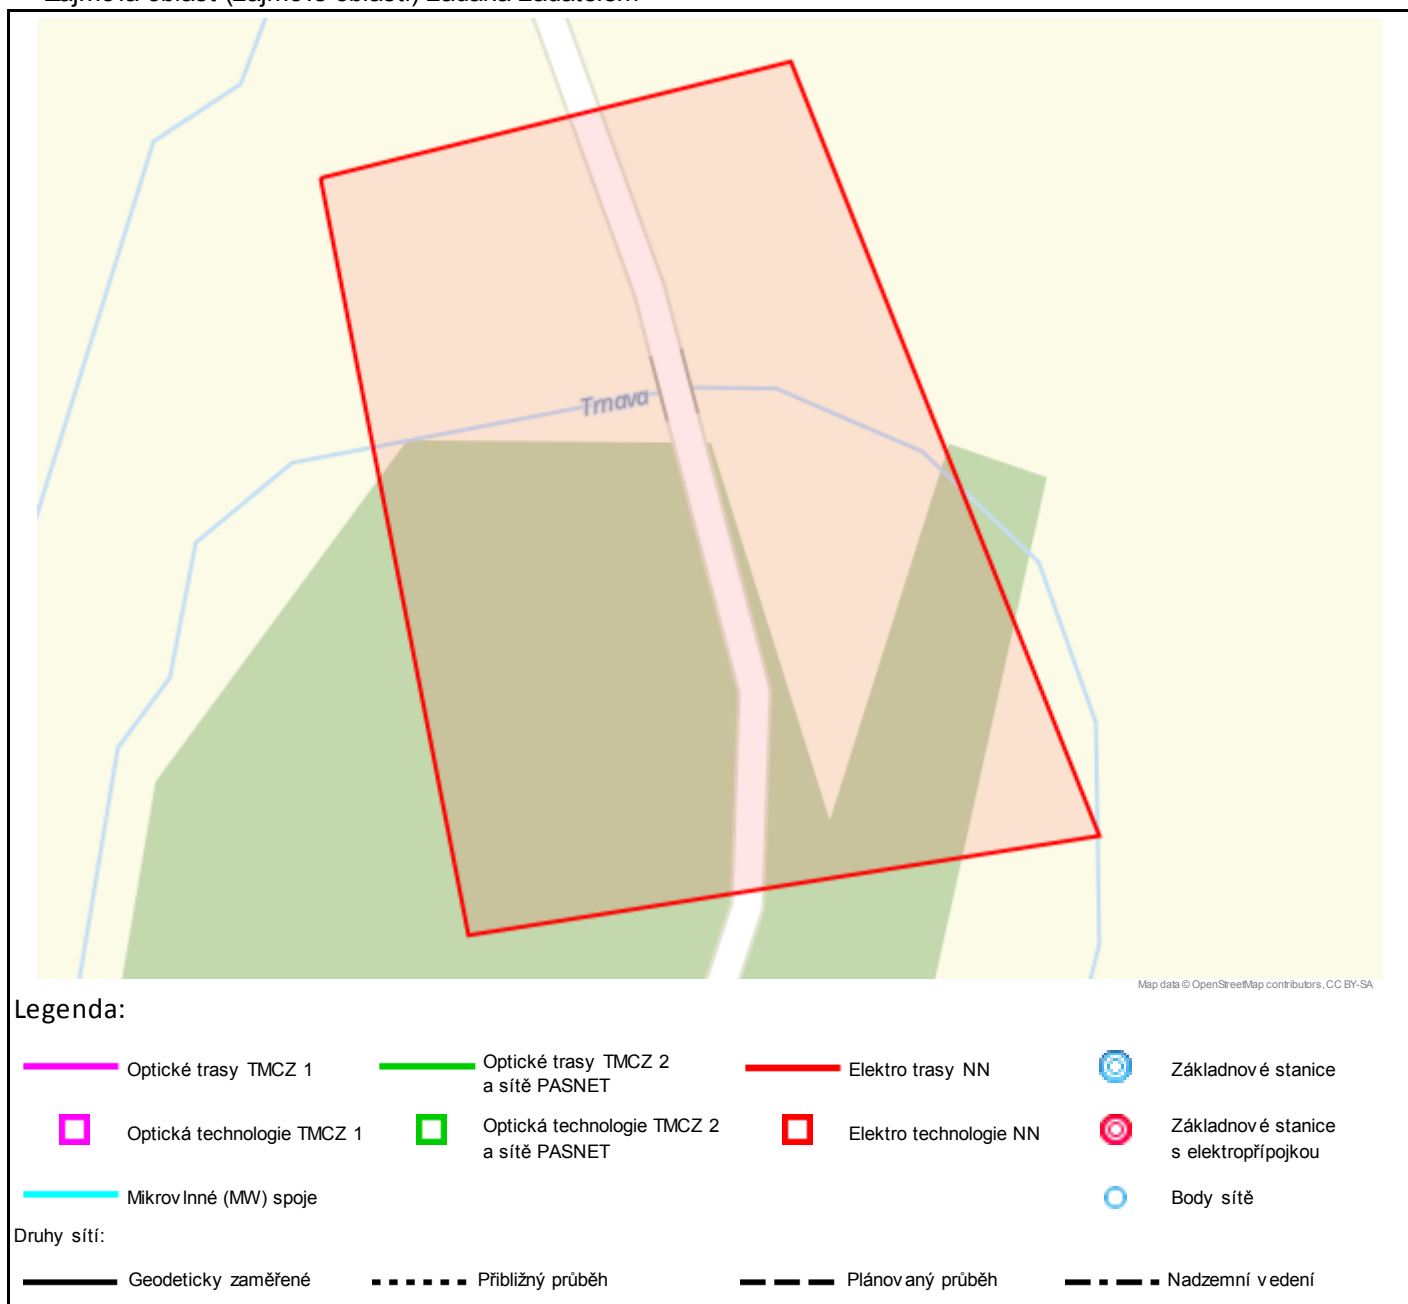 Trnava
Map data © OpenStreetMap contributors, CC BY-SA
Legenda:
Optické trasy TMCZ 1
Optické trasy TMCZ 2
a sítě PASNET
Elektro trasy NN
Základnové stanice
Optická technologie TMCZ 1
Optická technologie TMCZ 2
a sítě PASNET
Elektro technologie NN
Základnové stanice
s elektropřípojkou
Mikrovlnné (MW) spoje
Body sítě
Druhy sítí:
Geodeticky zaměřené
Přibližný průběh
Plánovaný průběh
Nadzemní vedení